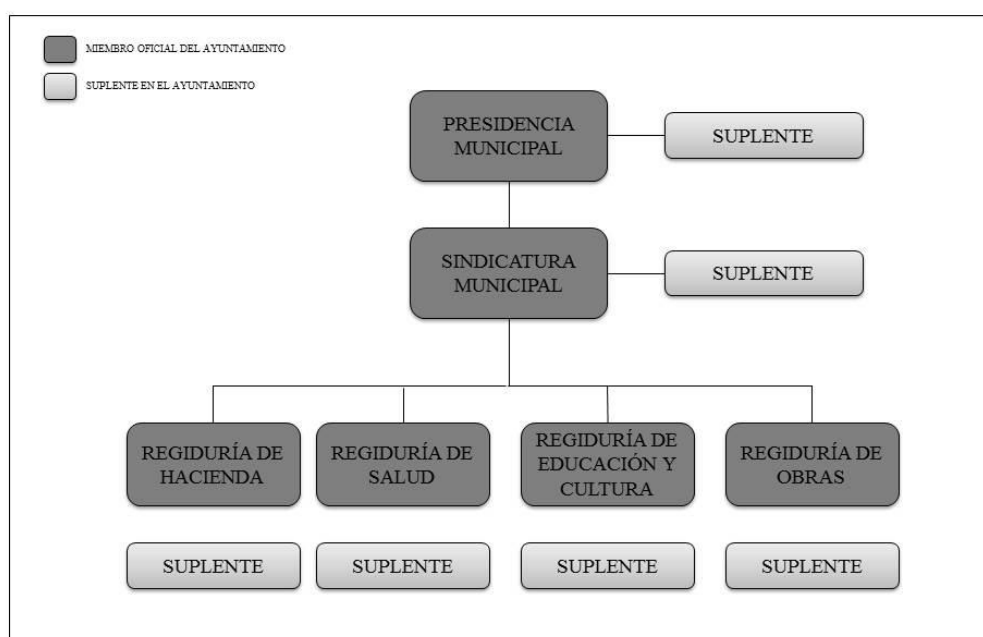 MIEMBRO OFICIAL DEL AYUNTAMIENTO
SUPLENTE EN EL AYUNTAMIENTO
PRESIDENCIA
MUNICIPAL
SUPLENTE
SINDICATURA
MUNICIPAL
SUPLENTE
REGIDURÍA DE
HACIENDA
REGIDURÍA DE
SALUD
REGIDURÍA DE
EDUCACIÓN Y
CULTURA
REGIDURÍA DE
OBRAS
SUPLENTE
SUPLENTE
SUPLENTE
SUPLENTE